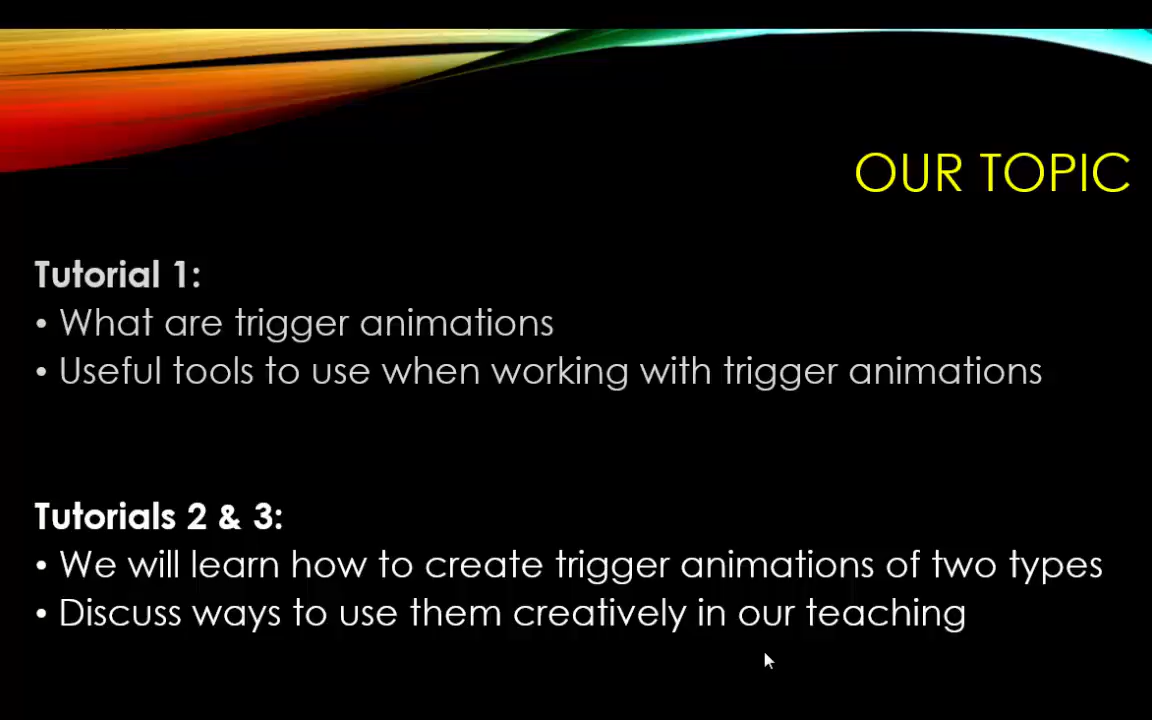 OUR TOPIC
Tutorial 1:
• What are trigger animations
• Useful tools to use when working with trigger animations
Tutorials 2 & 3:
• We will learn how to create trigger animations of two types
• Discuss ways to use them creatively in our teaching